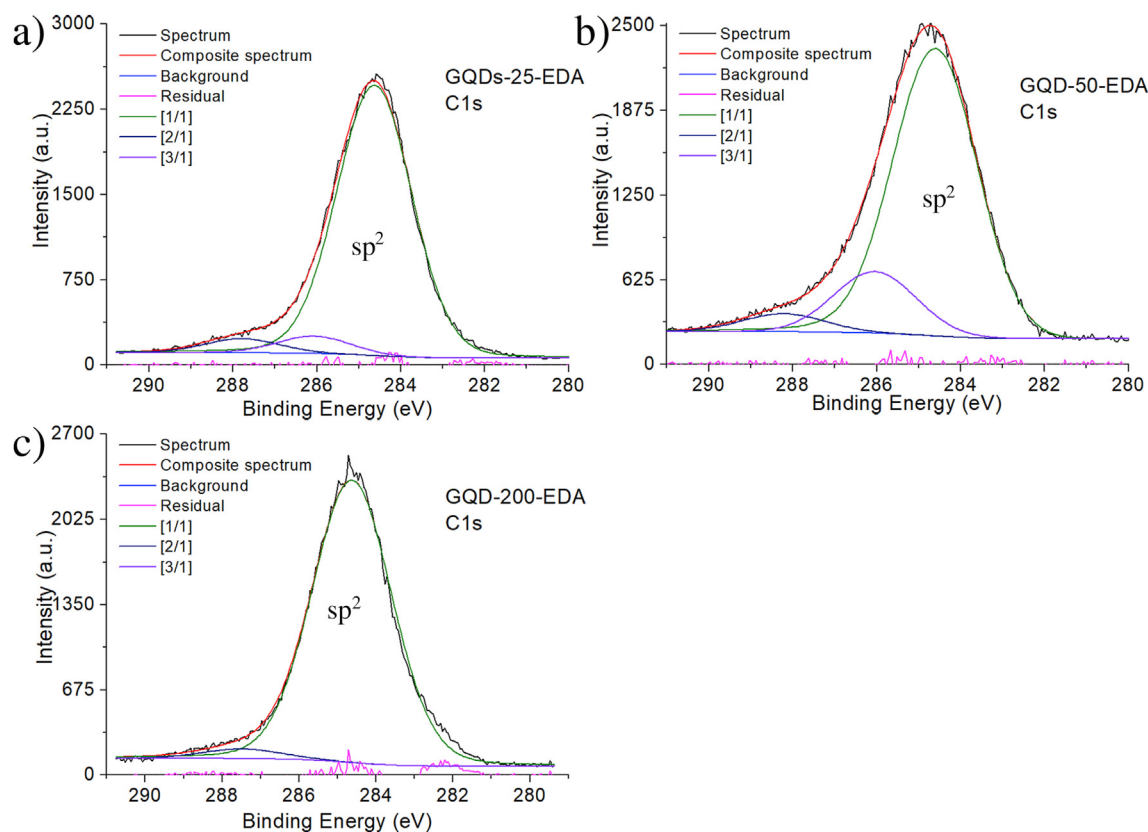 a)
3000
2250
1500
750
0
Intensity (a.u.)
Spectrum
Composite spectrum
Background
Residual
[1/1]
[2/1]
[3/1]
GQDs-25-EDA
C1s
sp²
290 288 286 284 282 280
Binding Energy (eV)
b)
2500
1875
1250
625
0
Intensity (a.u.)
Spectrum
Composite spectrum
Background
Residual
[1/1]
[2/1]
[3/1]
GQD-50-EDA
C1s
sp²
290 288 286 284 282 280
Binding Energy (eV)
c)
2700
2025
1350
675
0
Intensity (a.u.)
Spectrum
Composite spectrum
Background
Residual
[1/1]
[2/1]
[3/1]
GQD-200-EDA
C1s
sp²
290 288 286 284 282 280
Binding Energy (eV)